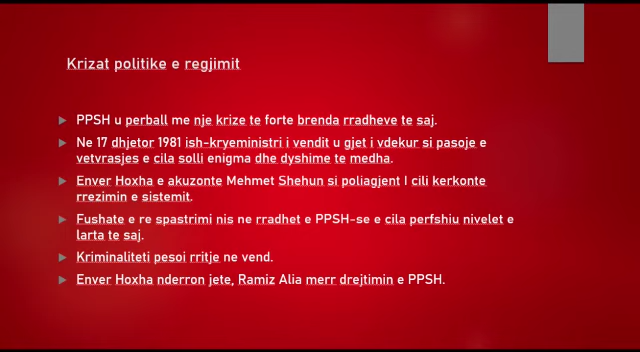 Krizat politike e regjimit
PPSH u perball me nje krize te forte brenda rradheve te saj.
Ne 17 dhjetor 1981 ish-kryeministri i vendit u gjet i vdekur si pasoje e
vetvrasjes e cila solli enigma dhe dyshime te medha.
Enver Hoxha e akuzonte Mehmet Shehun si poliagjent I cili kerkonte
rrezimin e sistemit.
Fushate e re spastrimi nis ne rradhet e PPSH-se e cila perfshiu nivelet e
larta te saj.
Kriminaliteti pesoi rritje ne vend.
Enver Hoxha nderron jete, Ramiz Alia merr drejtimin e PPSH.